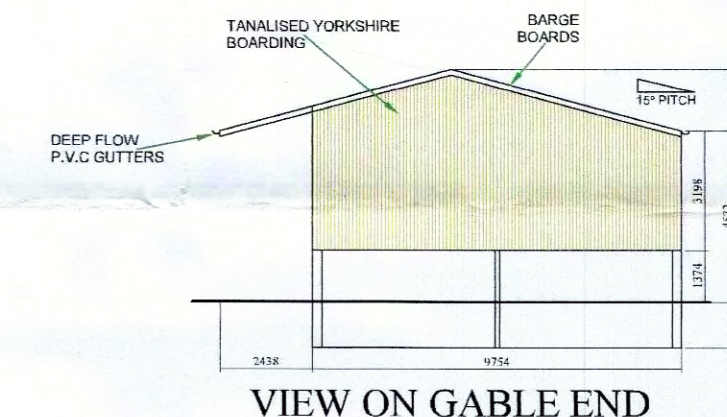 TANALISED YORKSHIRE
BOARDING
BARGE
BOARDS
15° PITCH
DEEP FLOW
P.V.C GUTTERS
3198
1374
2438
9754
VIEW ON GABLE END